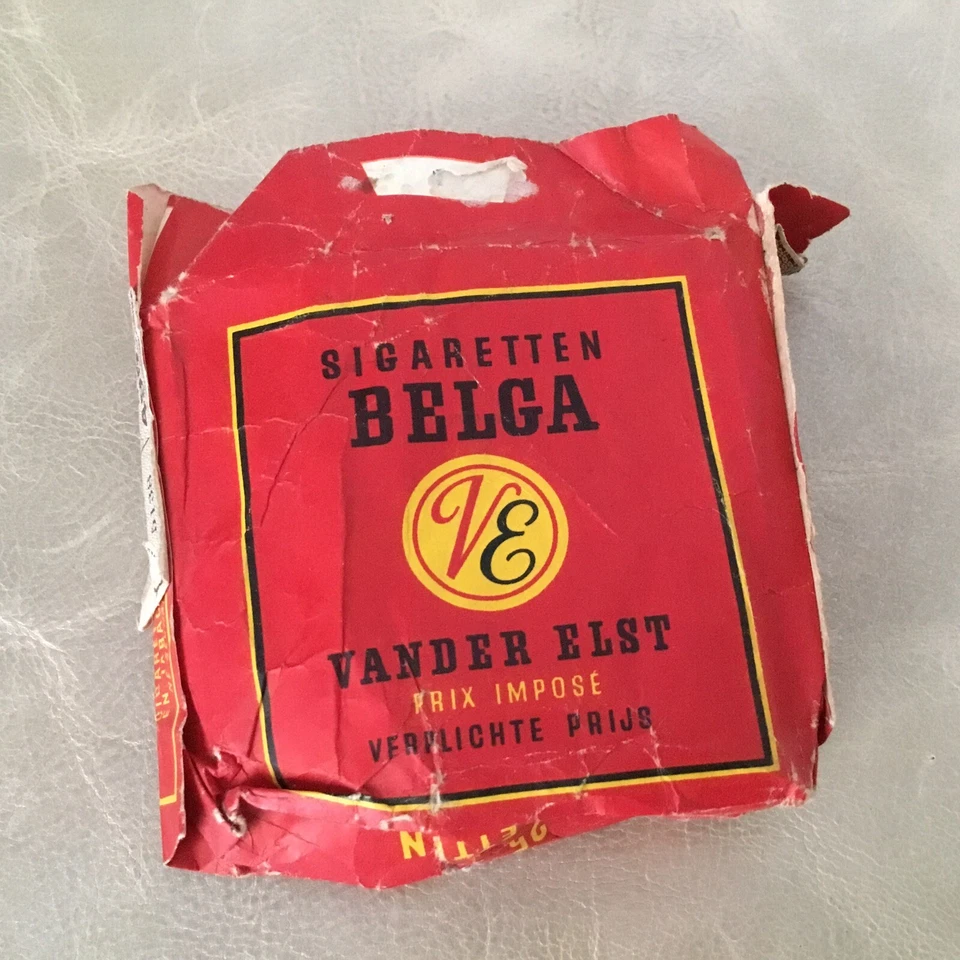 SIGARETTEN
BELGA
VE
VANDER ELST
PRIX IMPOSÉ
VERPLICHTE PRIJS